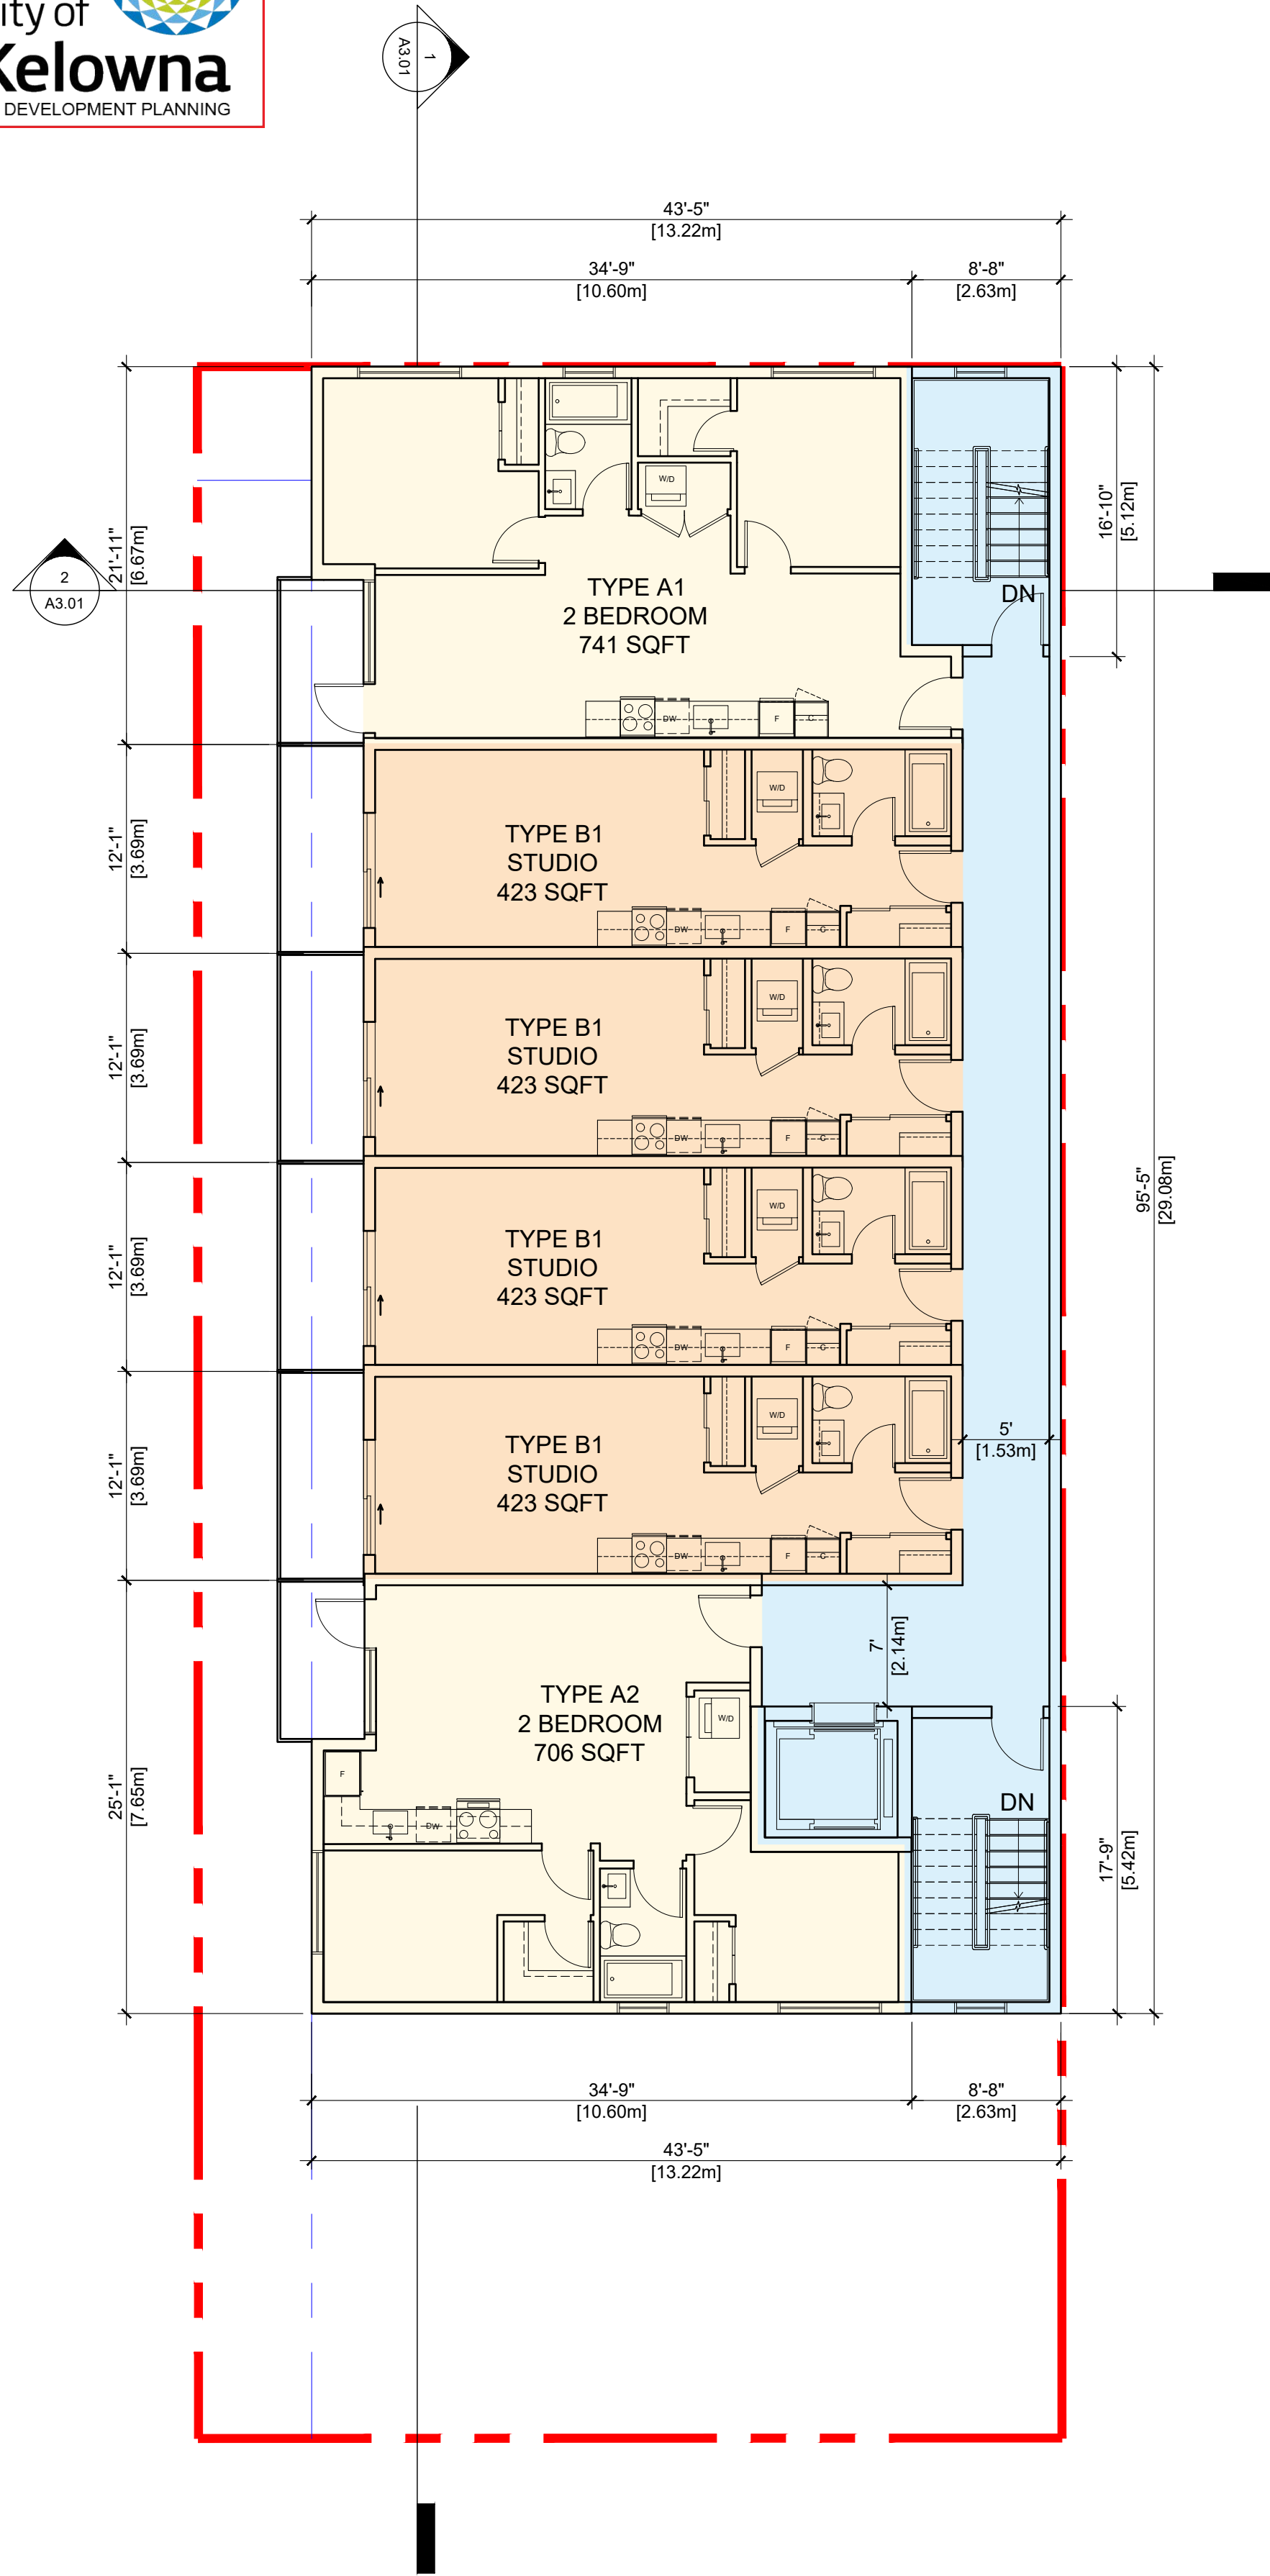 ity of
Kelowna
DEVELOPMENT PLANNING
1
A3.01
43'-5"
[13.22m]
34'-9"
[10.60m]
8'-8"
[2.63m]
21'-11"
[6.67m]
16'-10"
[5.12m]
2
A3.01
W/D
DN
TYPE A1
2 BEDROOM
741 SQFT
DW
F
C
12'-1"
[3.69m]
W/D
TYPE B1
STUDIO
423 SQFT
DW
F
C
12'-1"
[3.69m]
W/D
TYPE B1
STUDIO
423 SQFT
DW
F
C
95'-5"
[29.08m]
12'-1"
[3.69m]
W/D
TYPE B1
STUDIO
423 SQFT
DW
F
C
12'-1"
[3.69m]
W/D
TYPE B1
STUDIO
423 SQFT
5'
[1.53m]
DW
F
C
7'
[2.14m]
TYPE A2
2 BEDROOM
706 SQFT
W/D
F
DW
25'-1"
[7.65m]
DN
17'-9"
[5.42m]
34'-9"
[10.60m]
8'-8"
[2.63m]
43'-5"
[13.22m]